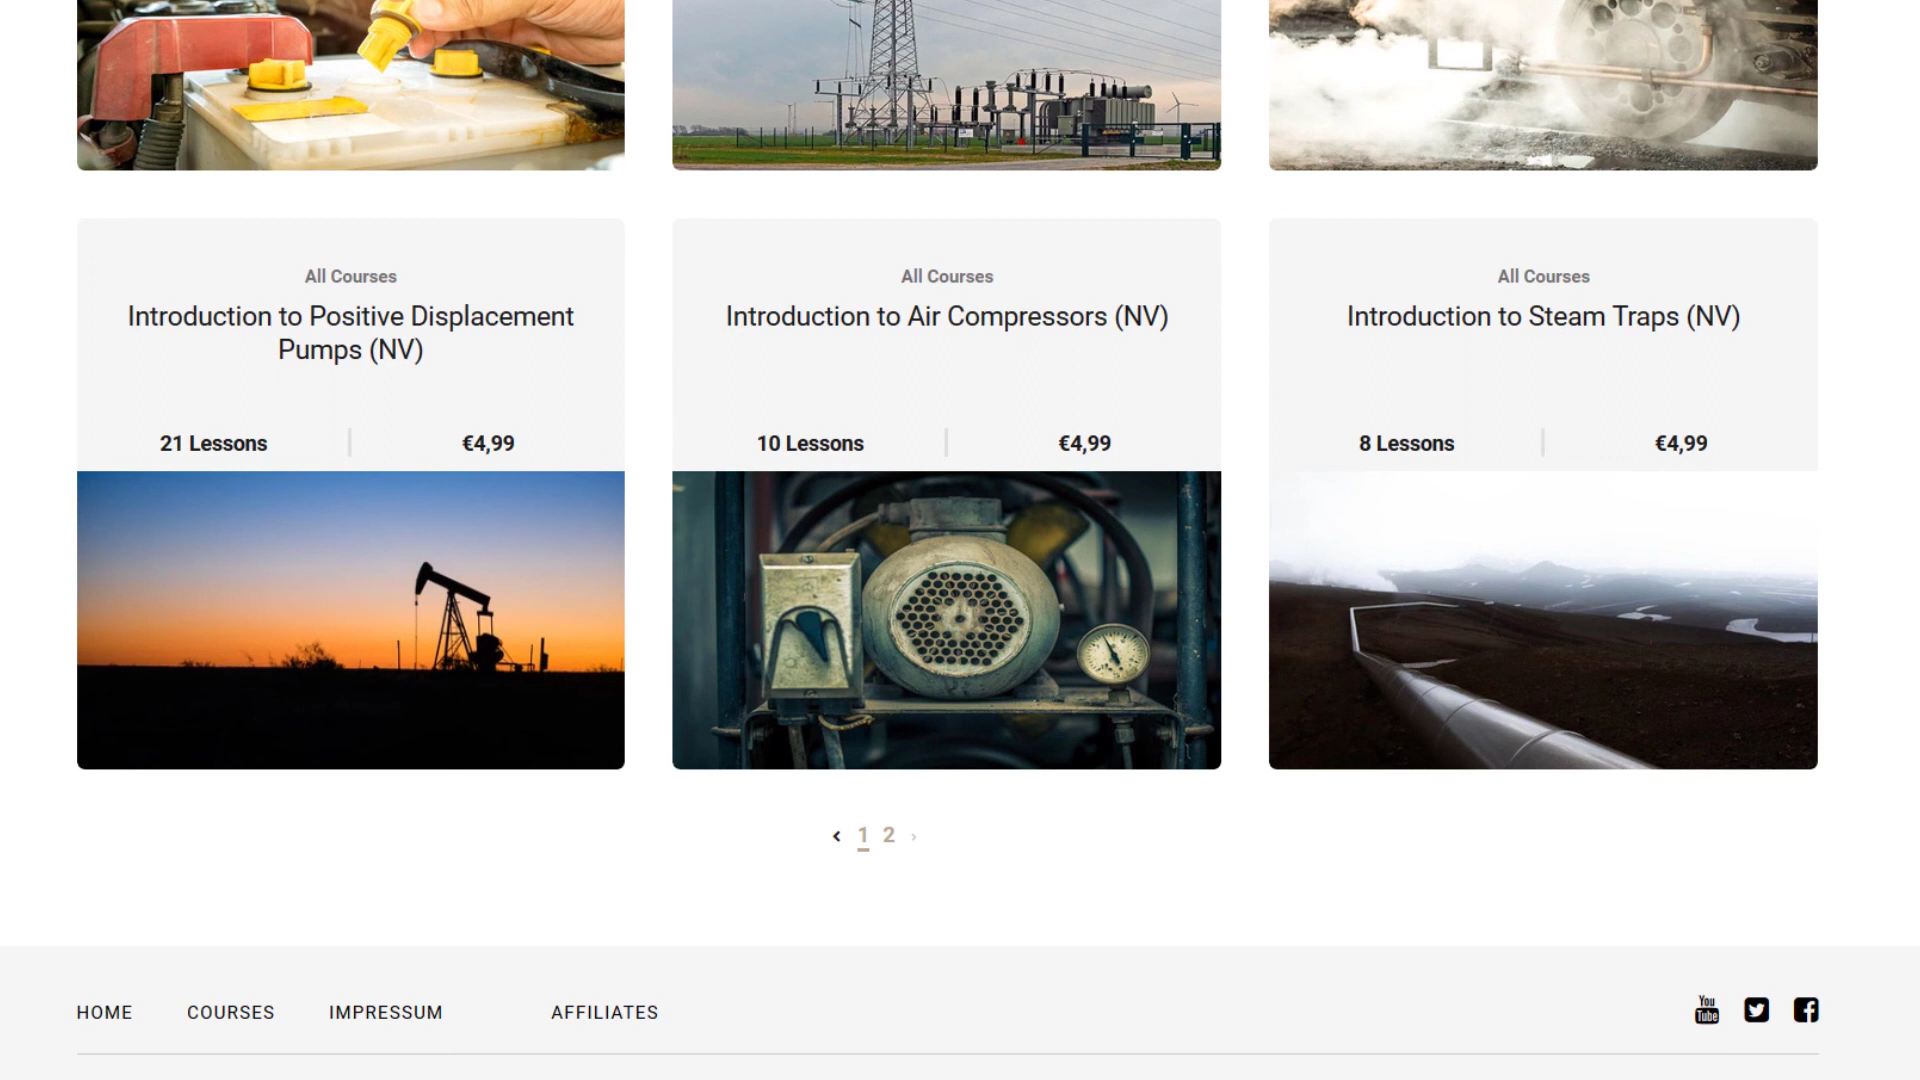 All Courses
Introduction to Positive Displacement
Pumps (NV)
21 Lessons
€4,99
All Courses
Introduction to Air Compressors (NV)
10 Lessons
€4,99
All Courses
Introduction to Steam Traps (NV)
8 Lessons
€4,99
1 2
HOME
COURSES
IMPRESSUM
AFFILIATES
You
Tube